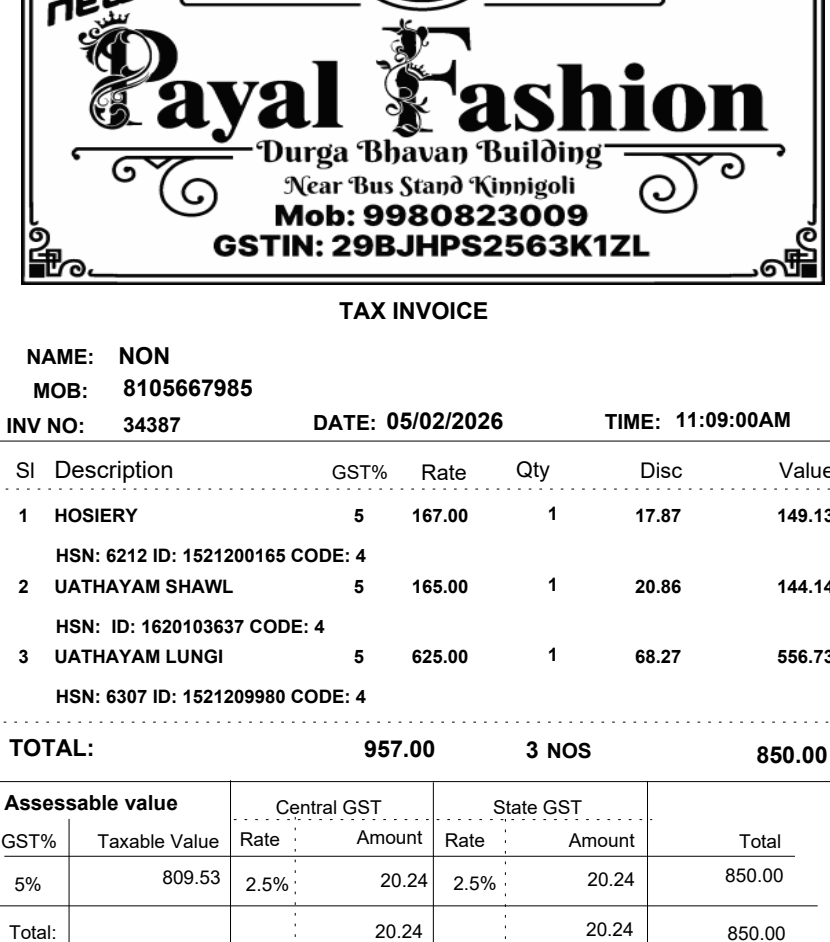 new
Payal Fashion
Durga Bhavan Building
Near Bus Stand Kinnigoli
Mob: 9980823009
GSTIN: 29BJHPS2563K1ZL
TAX INVOICE
NAME: NON
MOB: 8105667985
INV NO: 34387 DATE: 05/02/2026 TIME: 11:09:00AM
Sl Description GST% Rate Qty Disc Value
1 HOSIERY 5 167.00 1 17.87 149.13
HSN: 6212 ID: 1521200165 CODE: 4
2 UATHAYAM SHAWL 5 165.00 1 20.86 144.14
HSN: ID: 1620103637 CODE: 4
3 UATHAYAM LUNGI 5 625.00 1 68.27 556.73
HSN: 6307 ID: 1521209980 CODE: 4
TOTAL: 957.00 3 NOS 850.00
Assessable value Central GST State GST
GST% Taxable Value Rate Amount Rate Amount Total
5% 809.53 2.5% 20.24 2.5% 20.24 850.00
Total: 20.24 20.24 850.00